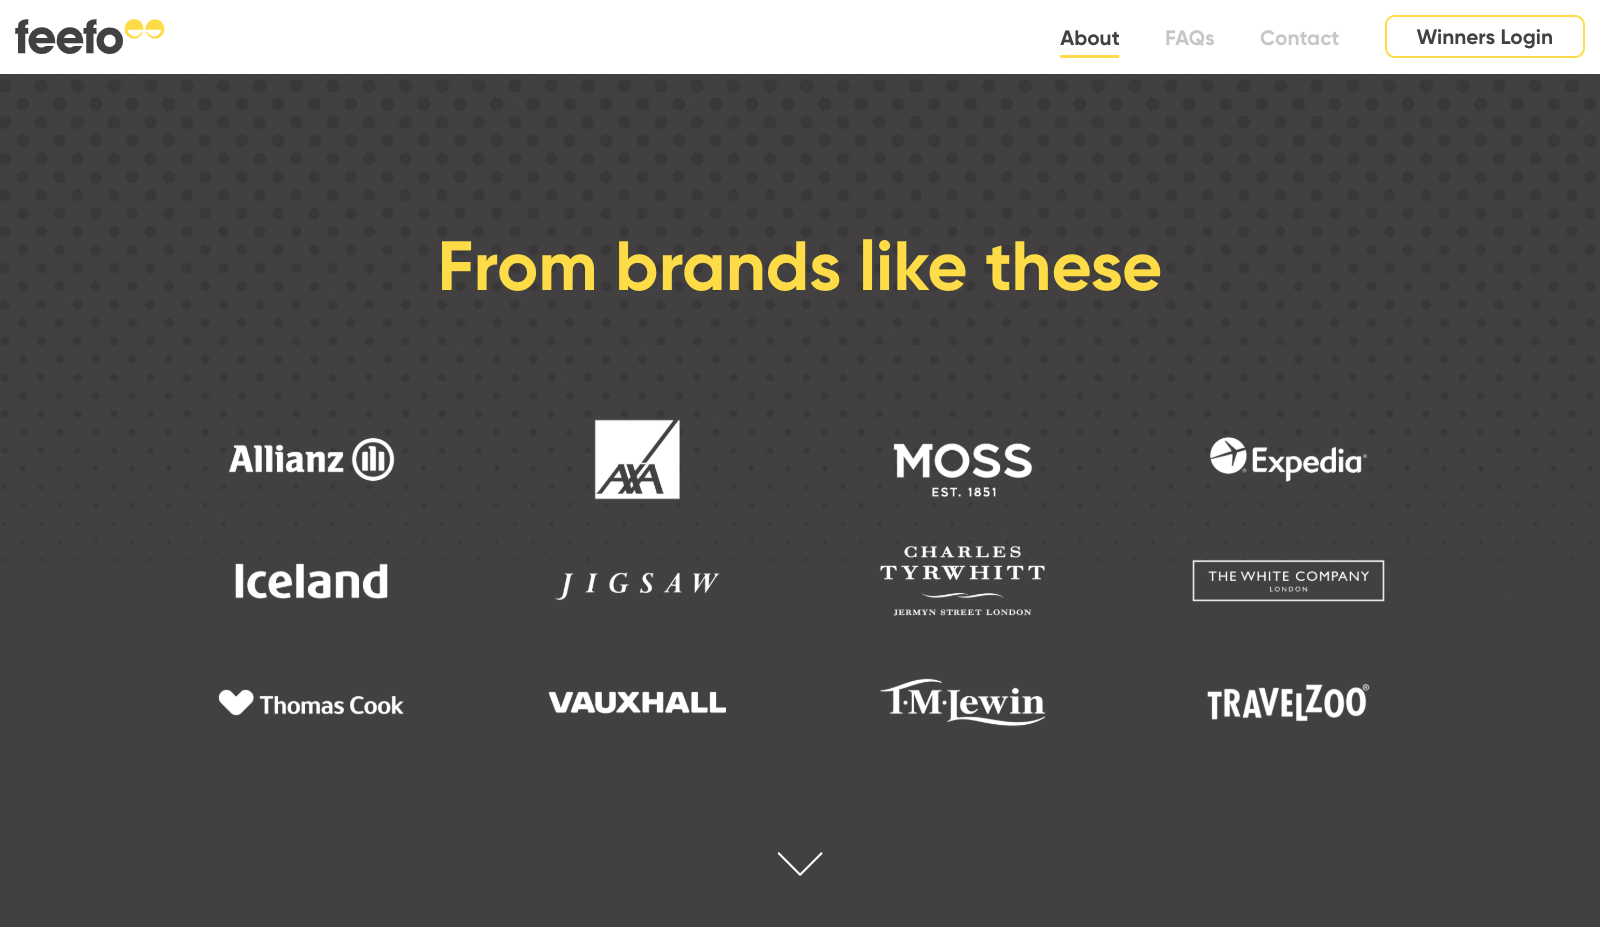 feefo
About
FAQs
Contact
Winners Login
From brands like these
Allianz
AXA
MOSS
EST. 1851
Expedia
Iceland
JIGSAW
CHARLES
TYRWHITT
JERMYN STREET LONDON
THE WHITE COMPANY
LONDON
Thomas Cook
VAUXHALL
T·M·Lewin
TRAVELZOO®